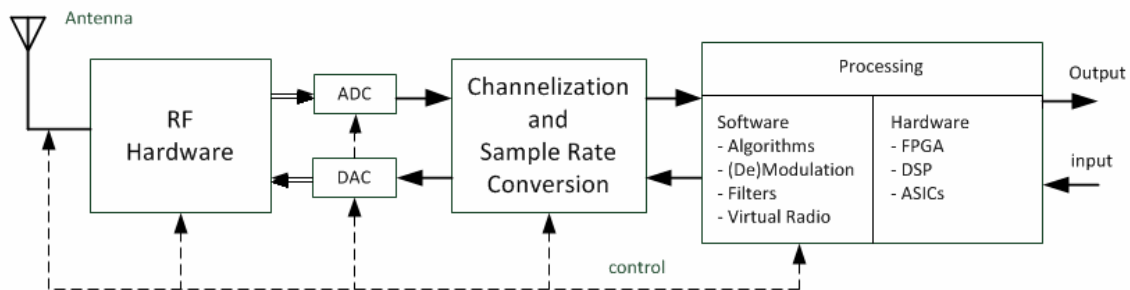 Antenna
RF
Hardware
ADC
DAC
Channelization
and
Sample Rate
Conversion
Processing
Software
- Algorithms
- (De)Modulation
- Filters
- Virtual Radio
Hardware
- FPGA
- DSP
- ASICs
Output
input
control